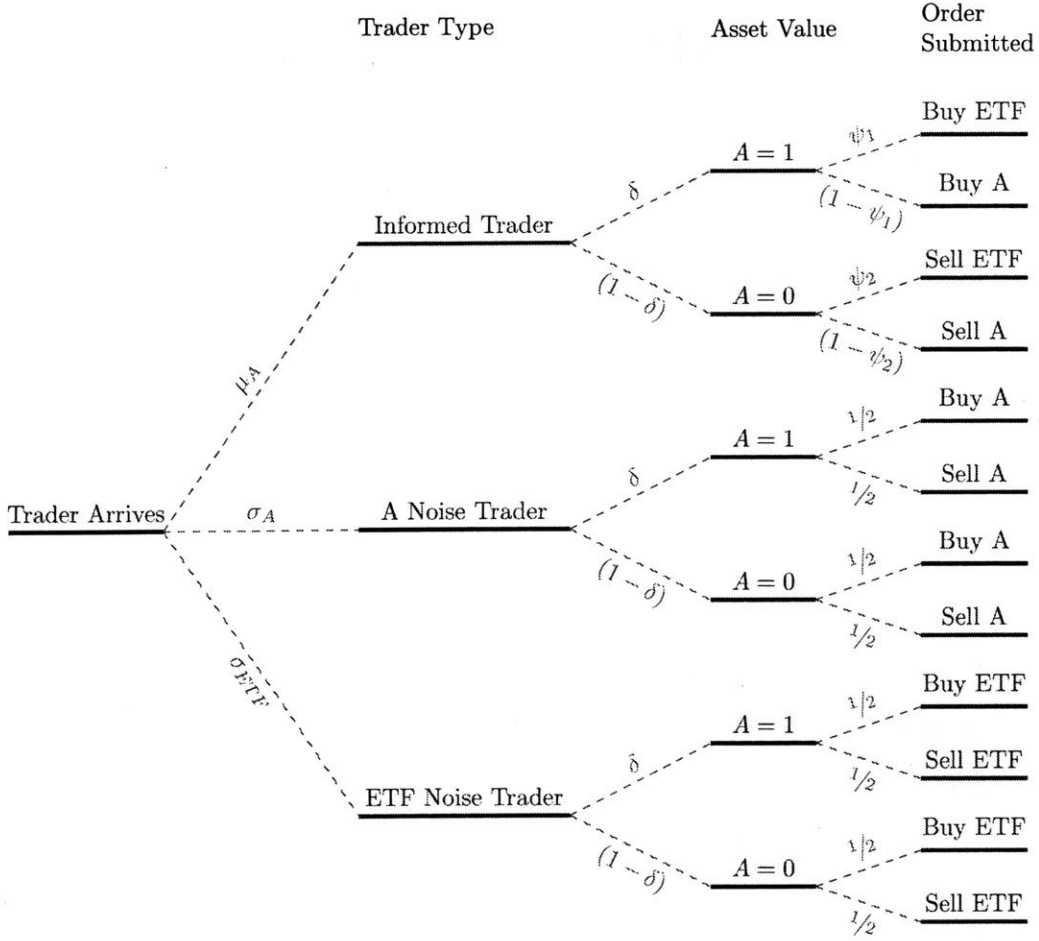 Trader Type
Asset Value
Order
Submitted
Buy ETF
ψ₁
A = 1
Buy A
(1 − ψ₁)
δ
Informed Trader
Sell ETF
ψ₂
(1 − δ)
A = 0
Sell A
(1 − ψ₂)
μ_A
Buy A
1/2
A = 1
Sell A
δ
1/2
Trader Arrives
σ_A
A Noise Trader
Buy A
1/2
(1 − δ)
A = 0
Sell A
1/2
σ_ETF
Buy ETF
1/2
A = 1
Sell ETF
δ
1/2
ETF Noise Trader
Buy ETF
1/2
(1 − δ)
A = 0
Sell ETF
1/2